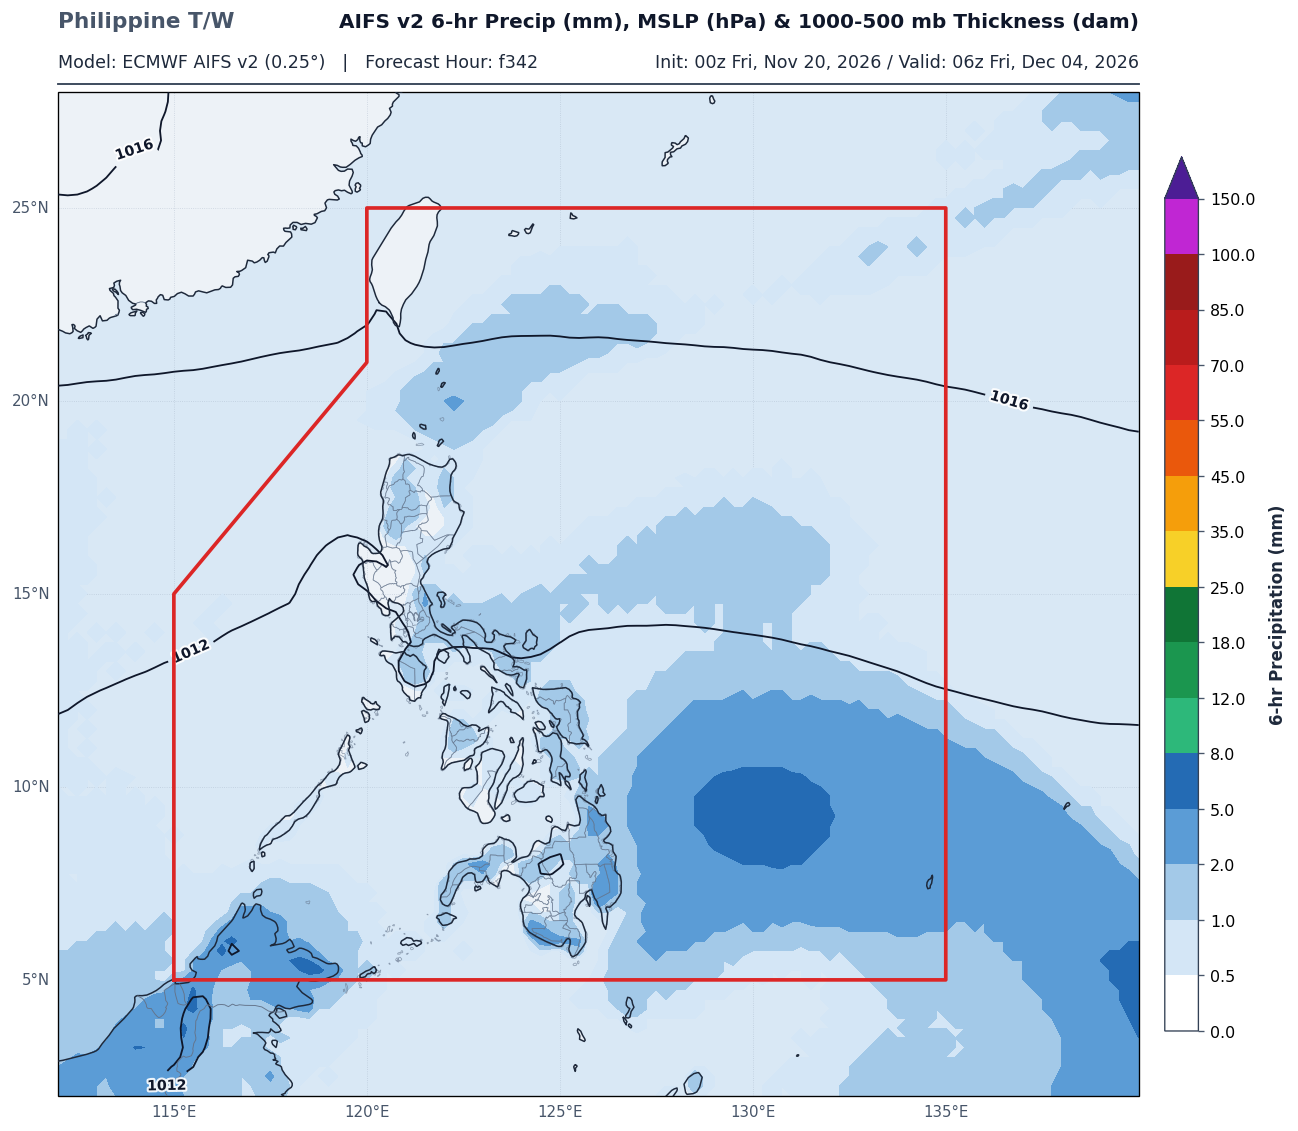 Philippine T/W
AIFS v2 6-hr Precip (mm), MSLP (hPa) & 1000-500 mb Thickness (dam)
Model: ECMWF AIFS v2 (0.25°)   |   Forecast Hour: f342
Init: 00z Fri, Nov 20, 2026 / Valid: 06z Fri, Dec 04, 2026
1016
1016
1012
1012
25°N
20°N
15°N
10°N
5°N
115°E
120°E
125°E
130°E
135°E
150.0
100.0
85.0
70.0
55.0
45.0
35.0
25.0
18.0
12.0
8.0
5.0
2.0
1.0
0.5
0.0
6-hr Precipitation (mm)